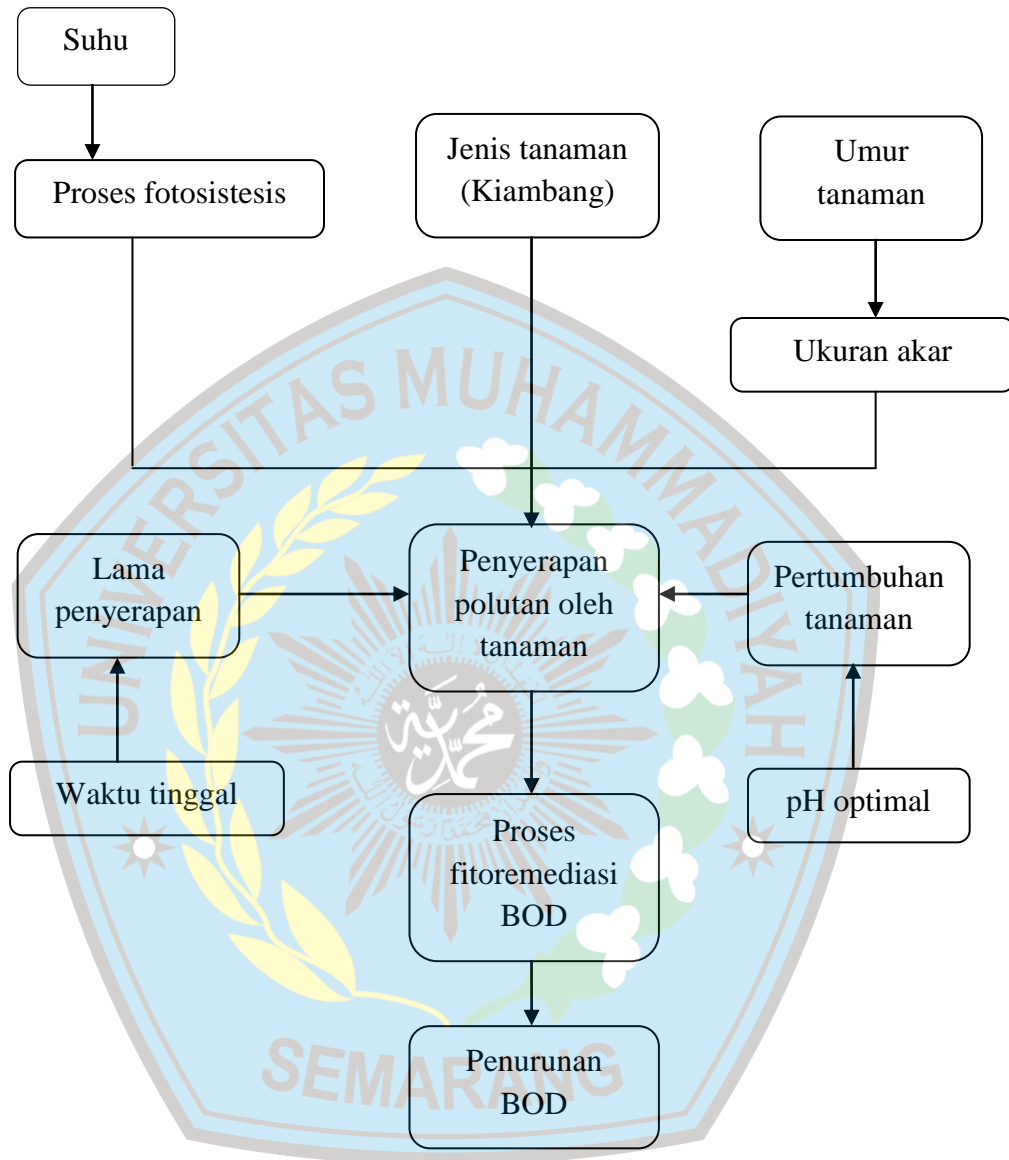 Suhu
Proses fotosistesis
Jenis tanaman
(Kiambang)
Umur
tanaman
Ukuran akar
UNIVERSITAS MUHAMMADIYAH
Lama
penyerapan
Penyerapan
polutan oleh
tanaman
Pertumbuhan
tanaman
Waktu tinggal
pH optimal
Proses
fitoremediasi
BOD
Penurunan
BOD
SEMARANG